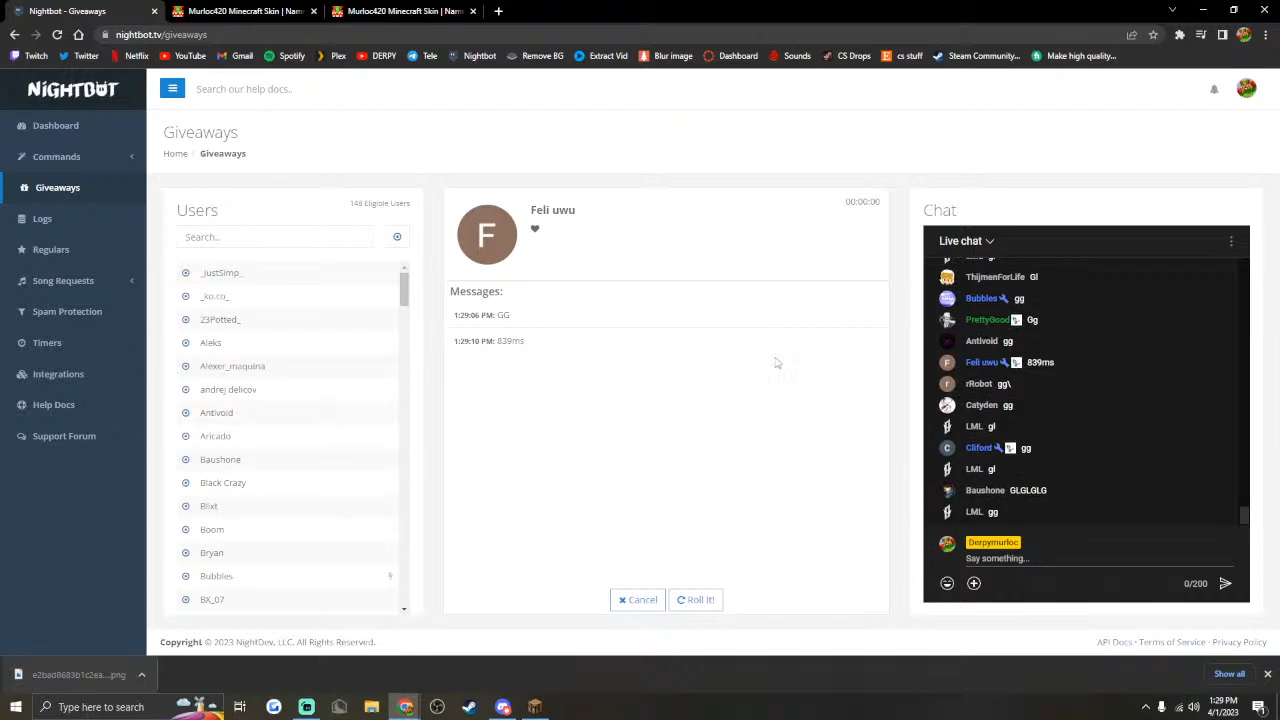 Nightbot - Giveaways
Murloc420 Minecraft Skin | Nam
Murloc420 Minecraft Skin | Nam
nightbot.tv/giveaways
Twitch
Twitter
Netflix
YouTube
Gmail
Spotify
Plex
DERPY
Tele
Nightbot
Remove BG
Extract Vid
Blur image
Dashboard
Sounds
CS Drops
cs stuff
Steam Community...
Make high quality...
NIGHTBOT
Search our help docs..
Dashboard
Commands
Giveaways
Logs
Regulars
Song Requests
Spam Protection
Timers
Integrations
Help Docs
Support Forum
Giveaways
Home / Giveaways
Users
148 Eligible Users
Search..
_JustSimp_
_ko.co_
23Potted_
Aleks
Alexer_maquina
andrej delicov
Antivoid
Aricado
Baushone
Black Crazy
Blixt
Boom
Bryan
Bubbles
BX_07
F
Feli uwu
00:00:00
Messages:
1:29:06 PM: GG
1:29:10 PM: 839ms
Cancel
Roll It!
Chat
Live chat
ThijmenForLife Gl
Bubbles gg
PrettyGood Gg
Antivoid gg
F Feli uwu 839ms
r rRobot gg\
Catyden gg
LML gl
C Cliford gg
LML gl
Baushone GLGLGLG
LML gg
Derpymurloc
Say something...
0/200
Copyright © 2023 NightDev, LLC. All Rights Reserved.
API Docs · Terms of Service · Privacy Policy
e2bad8683b1c2ea....png
Show all
Type here to search
1:29 PM
4/1/2023